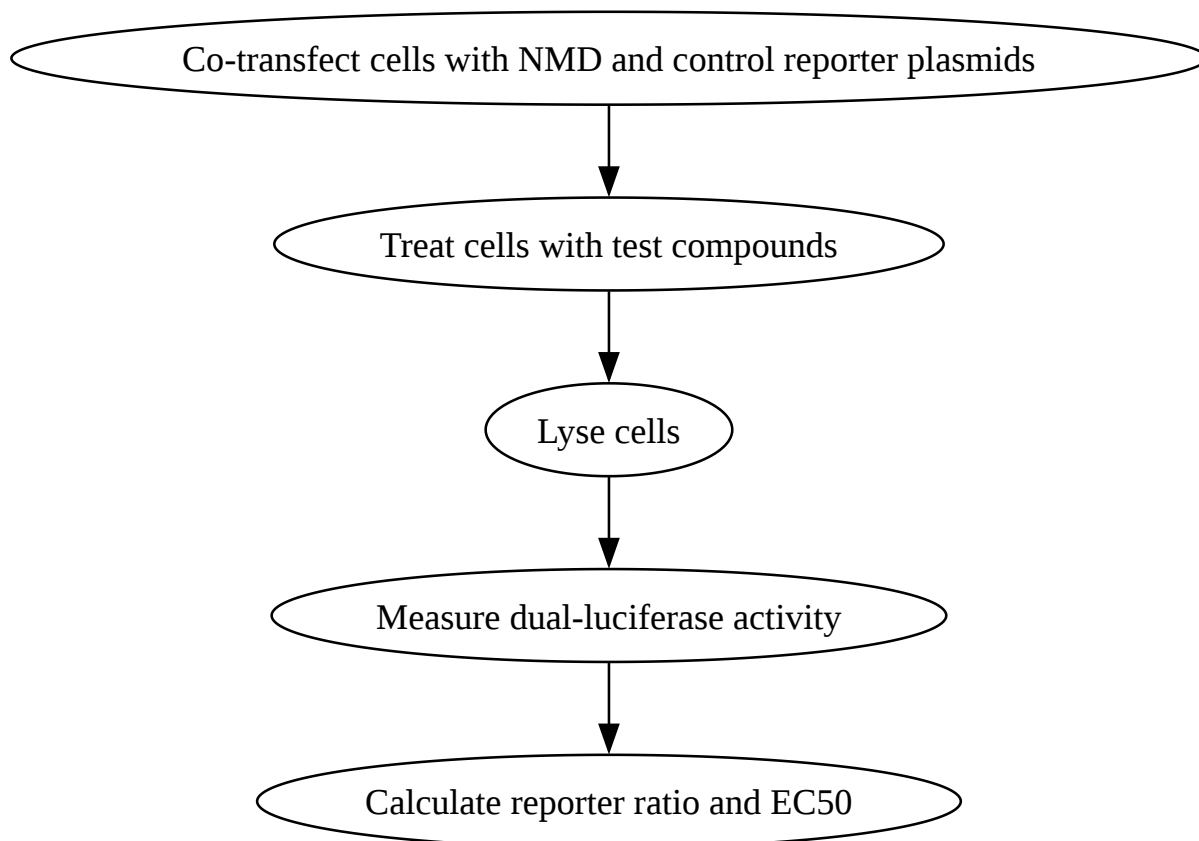 Co-transfect cells with NMD and control reporter plasmids
Treat cells with test compounds
Lyse cells
Measure dual-luciferase activity
Calculate reporter ratio and EC50